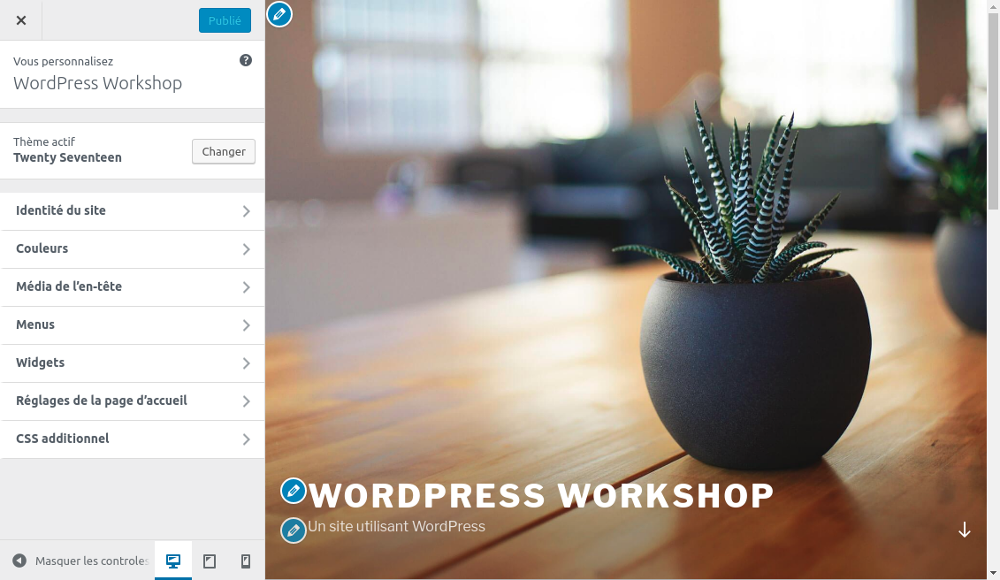 Publié
Vous personnalisez
WordPress Workshop
Thème actif
Twenty Seventeen
Changer
Identité du site
Couleurs
Média de l’en-tête
Menus
Widgets
Réglages de la page d’accueil
CSS additionnel
Masquer les controles
WORDPRESS WORKSHOP
Un site utilisant WordPress